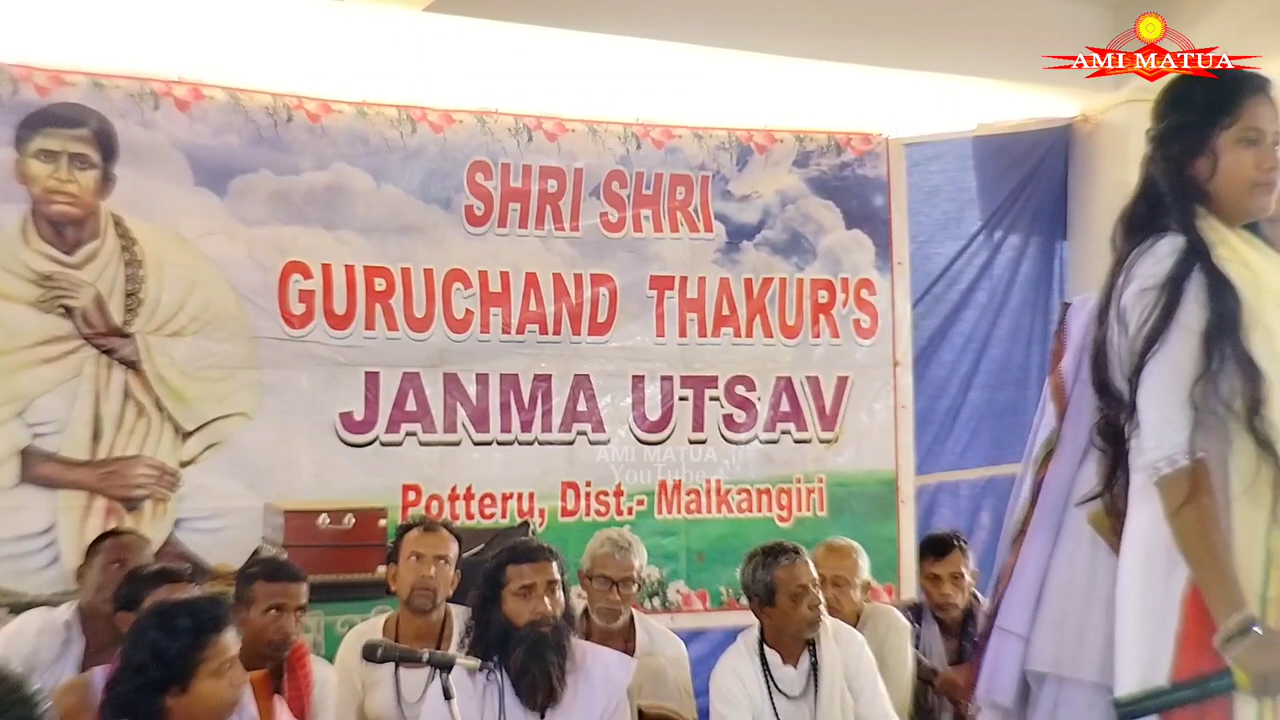 AMI MATUA
SHRI SHRI
GURUCHAND THAKUR'S
JANMA UTSAV
AMI MATUA
YouTube
Potteru, Dist.- Malkangiri